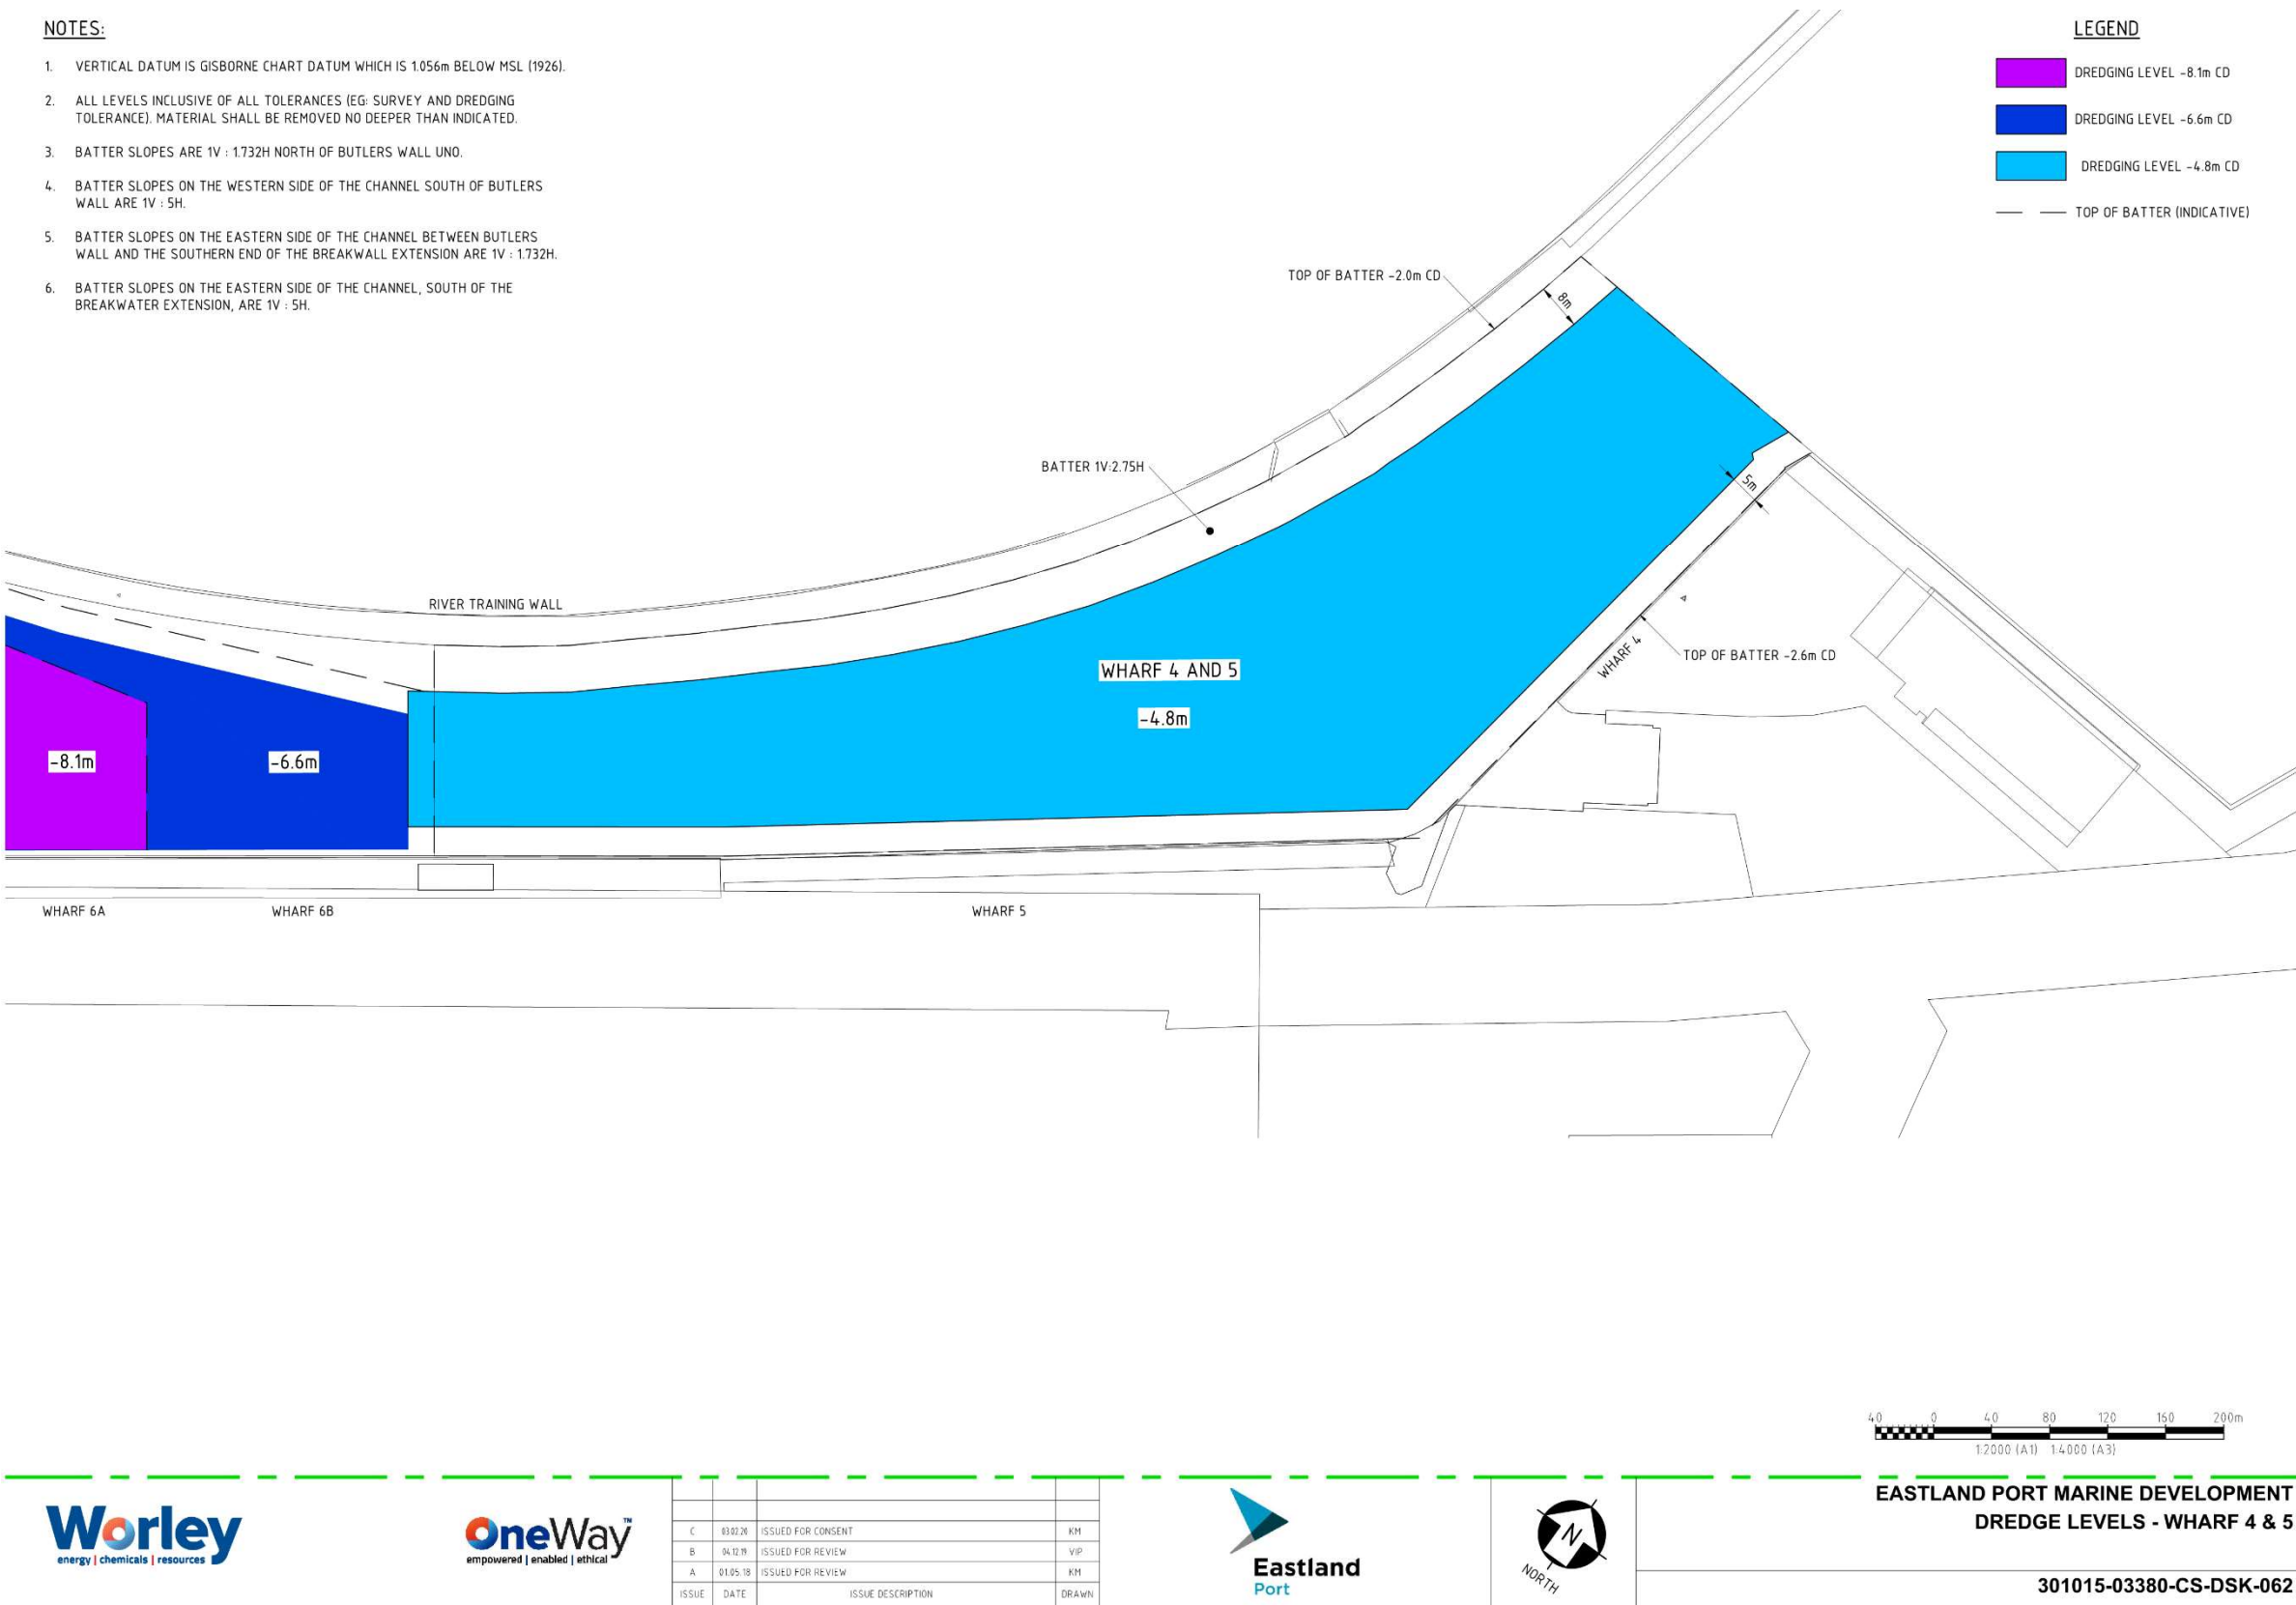 NOTES:
1. VERTICAL DATUM IS GISBORNE CHART DATUM WHICH IS 1.056m BELOW MSL (1926).
2. ALL LEVELS INCLUSIVE OF ALL TOLERANCES (EG: SURVEY AND DREDGING
TOLERANCE). MATERIAL SHALL BE REMOVED NO DEEPER THAN INDICATED.
3. BATTER SLOPES ARE 1V : 1.732H NORTH OF BUTLERS WALL UNO.
4. BATTER SLOPES ON THE WESTERN SIDE OF THE CHANNEL SOUTH OF BUTLERS
WALL ARE 1V : 5H.
5. BATTER SLOPES ON THE EASTERN SIDE OF THE CHANNEL BETWEEN BUTLERS
WALL AND THE SOUTHERN END OF THE BREAKWALL EXTENSION ARE 1V : 1.732H.
6. BATTER SLOPES ON THE EASTERN SIDE OF THE CHANNEL, SOUTH OF THE
BREAKWATER EXTENSION, ARE 1V : 5H.
LEGEND
DREDGING LEVEL -8.1m CD
DREDGING LEVEL -6.6m CD
DREDGING LEVEL -4.8m CD
TOP OF BATTER (INDICATIVE)
TOP OF BATTER -2.0m CD
8m
BATTER 1V:2.75H
5m
RIVER TRAINING WALL
WHARF 4
TOP OF BATTER -2.6m CD
WHARF 4 AND 5
-4.8m
-8.1m
-6.6m
WHARF 6A
WHARF 6B
WHARF 5
40 0 40 80 120 160 200m
1:2000 (A1) 1:4000 (A3)
Worley
energy | chemicals | resources
OneWay™
empowered | enabled | ethical
C 03.02.20 ISSUED FOR CONSENT KM
B 04.12.19 ISSUED FOR REVIEW VIP
A 01.05.18 ISSUED FOR REVIEW KM
ISSUE DATE ISSUE DESCRIPTION DRAWN
Eastland
Port
N
NORTH
EASTLAND PORT MARINE DEVELOPMENT
DREDGE LEVELS - WHARF 4 & 5
301015-03380-CS-DSK-062